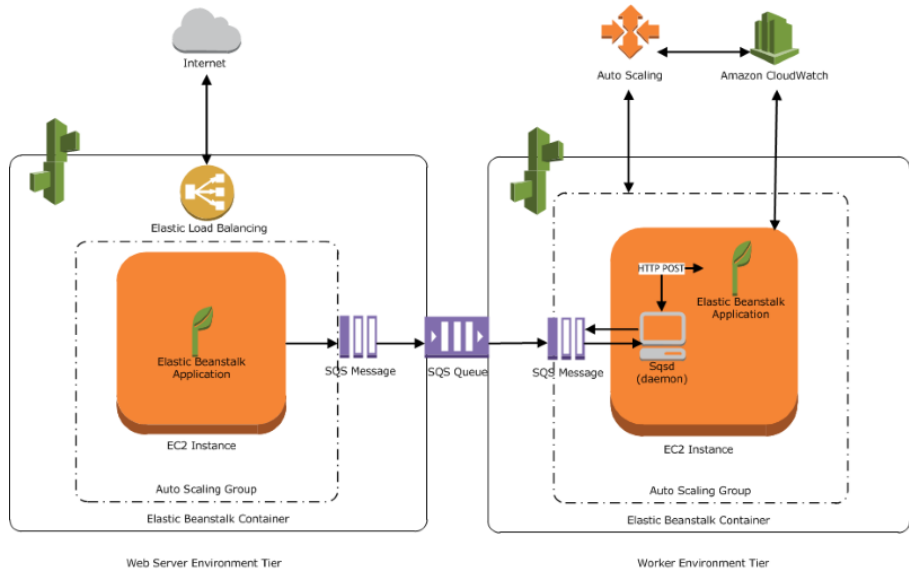 Internet
Auto Scaling
Amazon CloudWatch
Elastic Load Balancing
Elastic Beanstalk
Application
EC2 Instance
Auto Scaling Group
Elastic Beanstalk Container
Web Server Environment Tier
SQS Message
SQS Queue
SQS Message
HTTP POST
Elastic Beanstalk
Application
Sqsd
(daemon)
EC2 Instance
Auto Scaling Group
Elastic Beanstalk Container
Worker Environment Tier